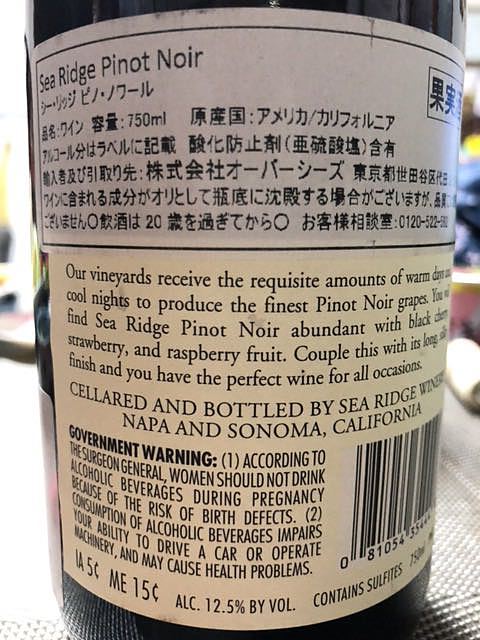 Sea Ridge Pinot Noir
シー・リッジ ピノ・ノワール
果実
品名:ワイン 容量:750ml 原産国:アメリカ/カリフォルニア
アルコール分はラベルに記載 酸化防止剤(亜硫酸塩)含有
輸入者及び引取り先:株式会社オーバーシーズ 東京都世田谷区代田
ワインに含まれる成分がオリとして瓶底に沈殿する場合がございますが、品質
ございません〇飲酒は20歳を過ぎてから〇 お客様相談室:0120-522-582
Our vineyards receive the requisite amounts of warm days and
cool nights to produce the finest Pinot Noir grapes. You will
find Sea Ridge Pinot Noir abundant with black cherry,
strawberry, and raspberry fruit. Couple this with its long, silky
finish and you have the perfect wine for all occasions.
CELLARED AND BOTTLED BY SEA RIDGE WINERY
NAPA AND SONOMA, CALIFORNIA
GOVERNMENT WARNING: (1) ACCORDING TO
THE SURGEON GENERAL, WOMEN SHOULD NOT DRINK
ALCOHOLIC BEVERAGES DURING PREGNANCY
BECAUSE OF THE RISK OF BIRTH DEFECTS. (2)
CONSUMPTION OF ALCOHOLIC BEVERAGES IMPAIRS
YOUR ABILITY TO DRIVE A CAR OR OPERATE
MACHINERY, AND MAY CAUSE HEALTH PROBLEMS.
0 81054
IA 5¢ ME 15¢ ALC. 12.5% BY VOL. CONTAINS SULFITES 750ml